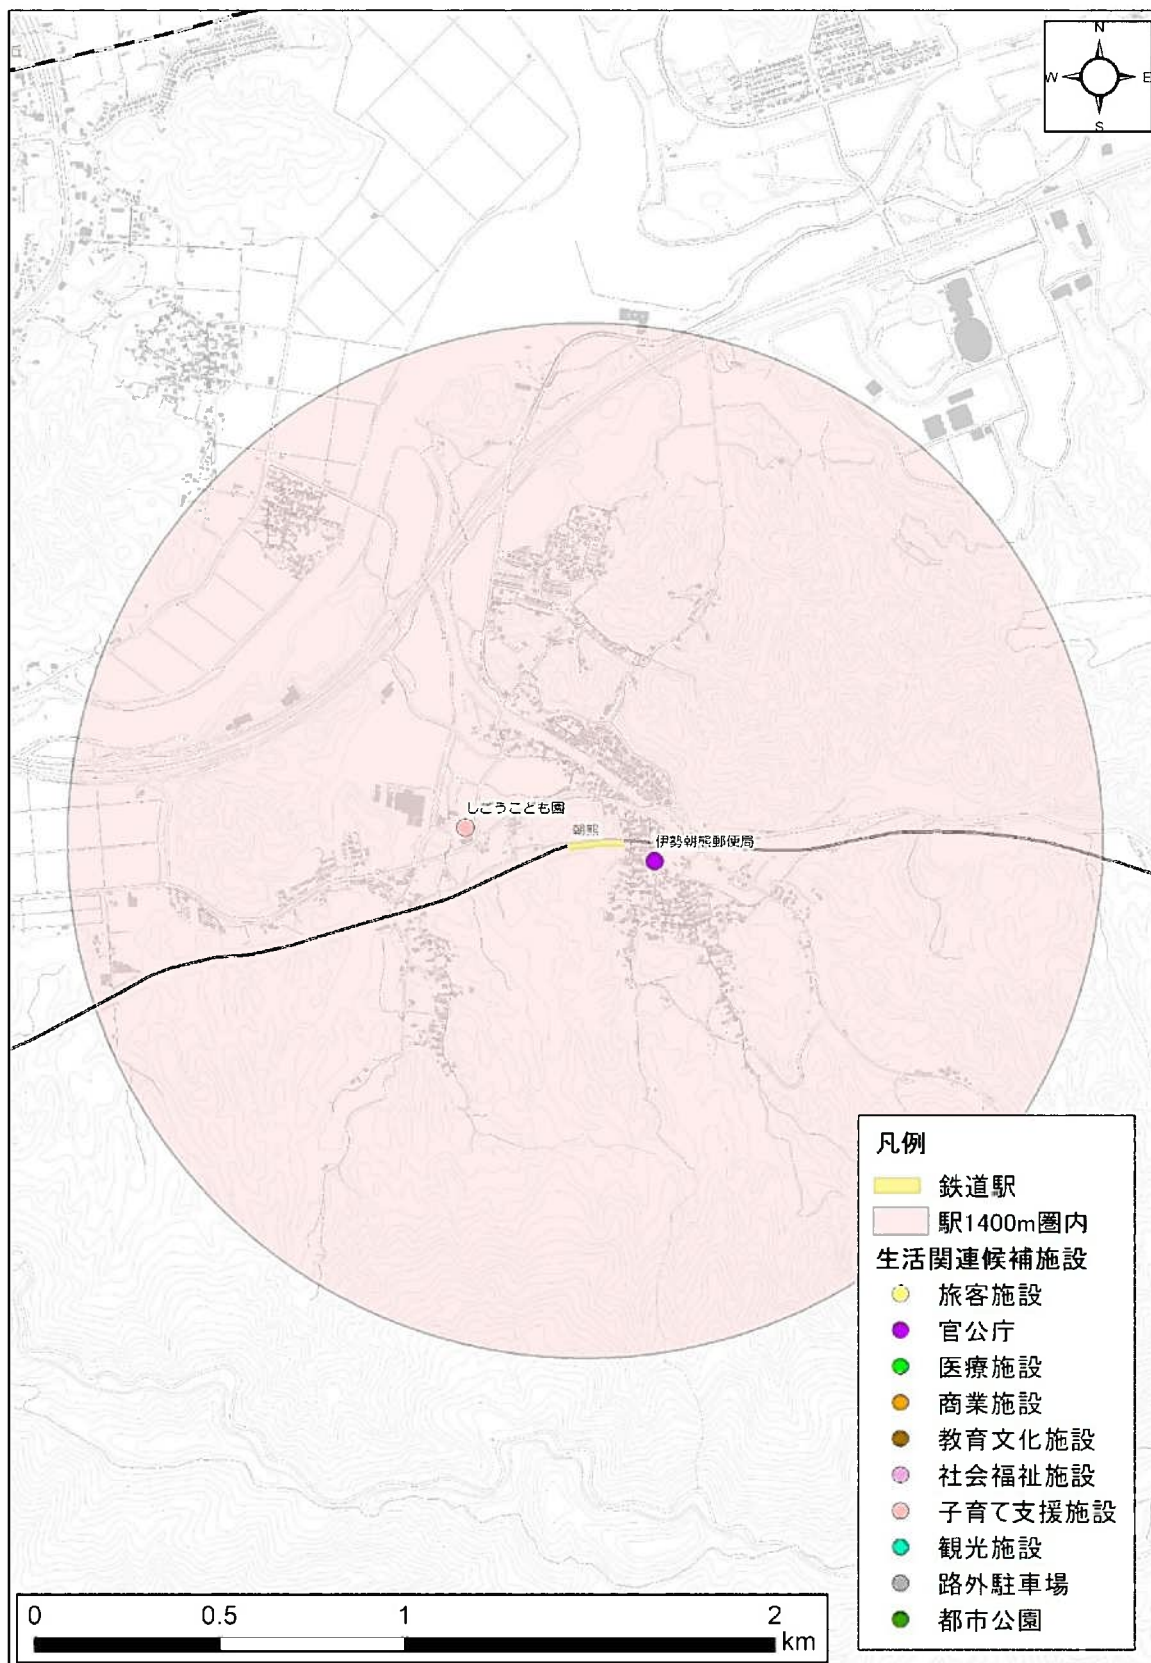 丘
N
W
E
S
しごうこども園
朝熊
伊勢朝熊郵便局
凡例
鉄道駅
駅1400m圏内
生活関連候補施設
旅客施設
官公庁
医療施設
商業施設
教育文化施設
社会福祉施設
子育て支援施設
観光施設
路外駐車場
都市公園
0
0.5
1
2
km